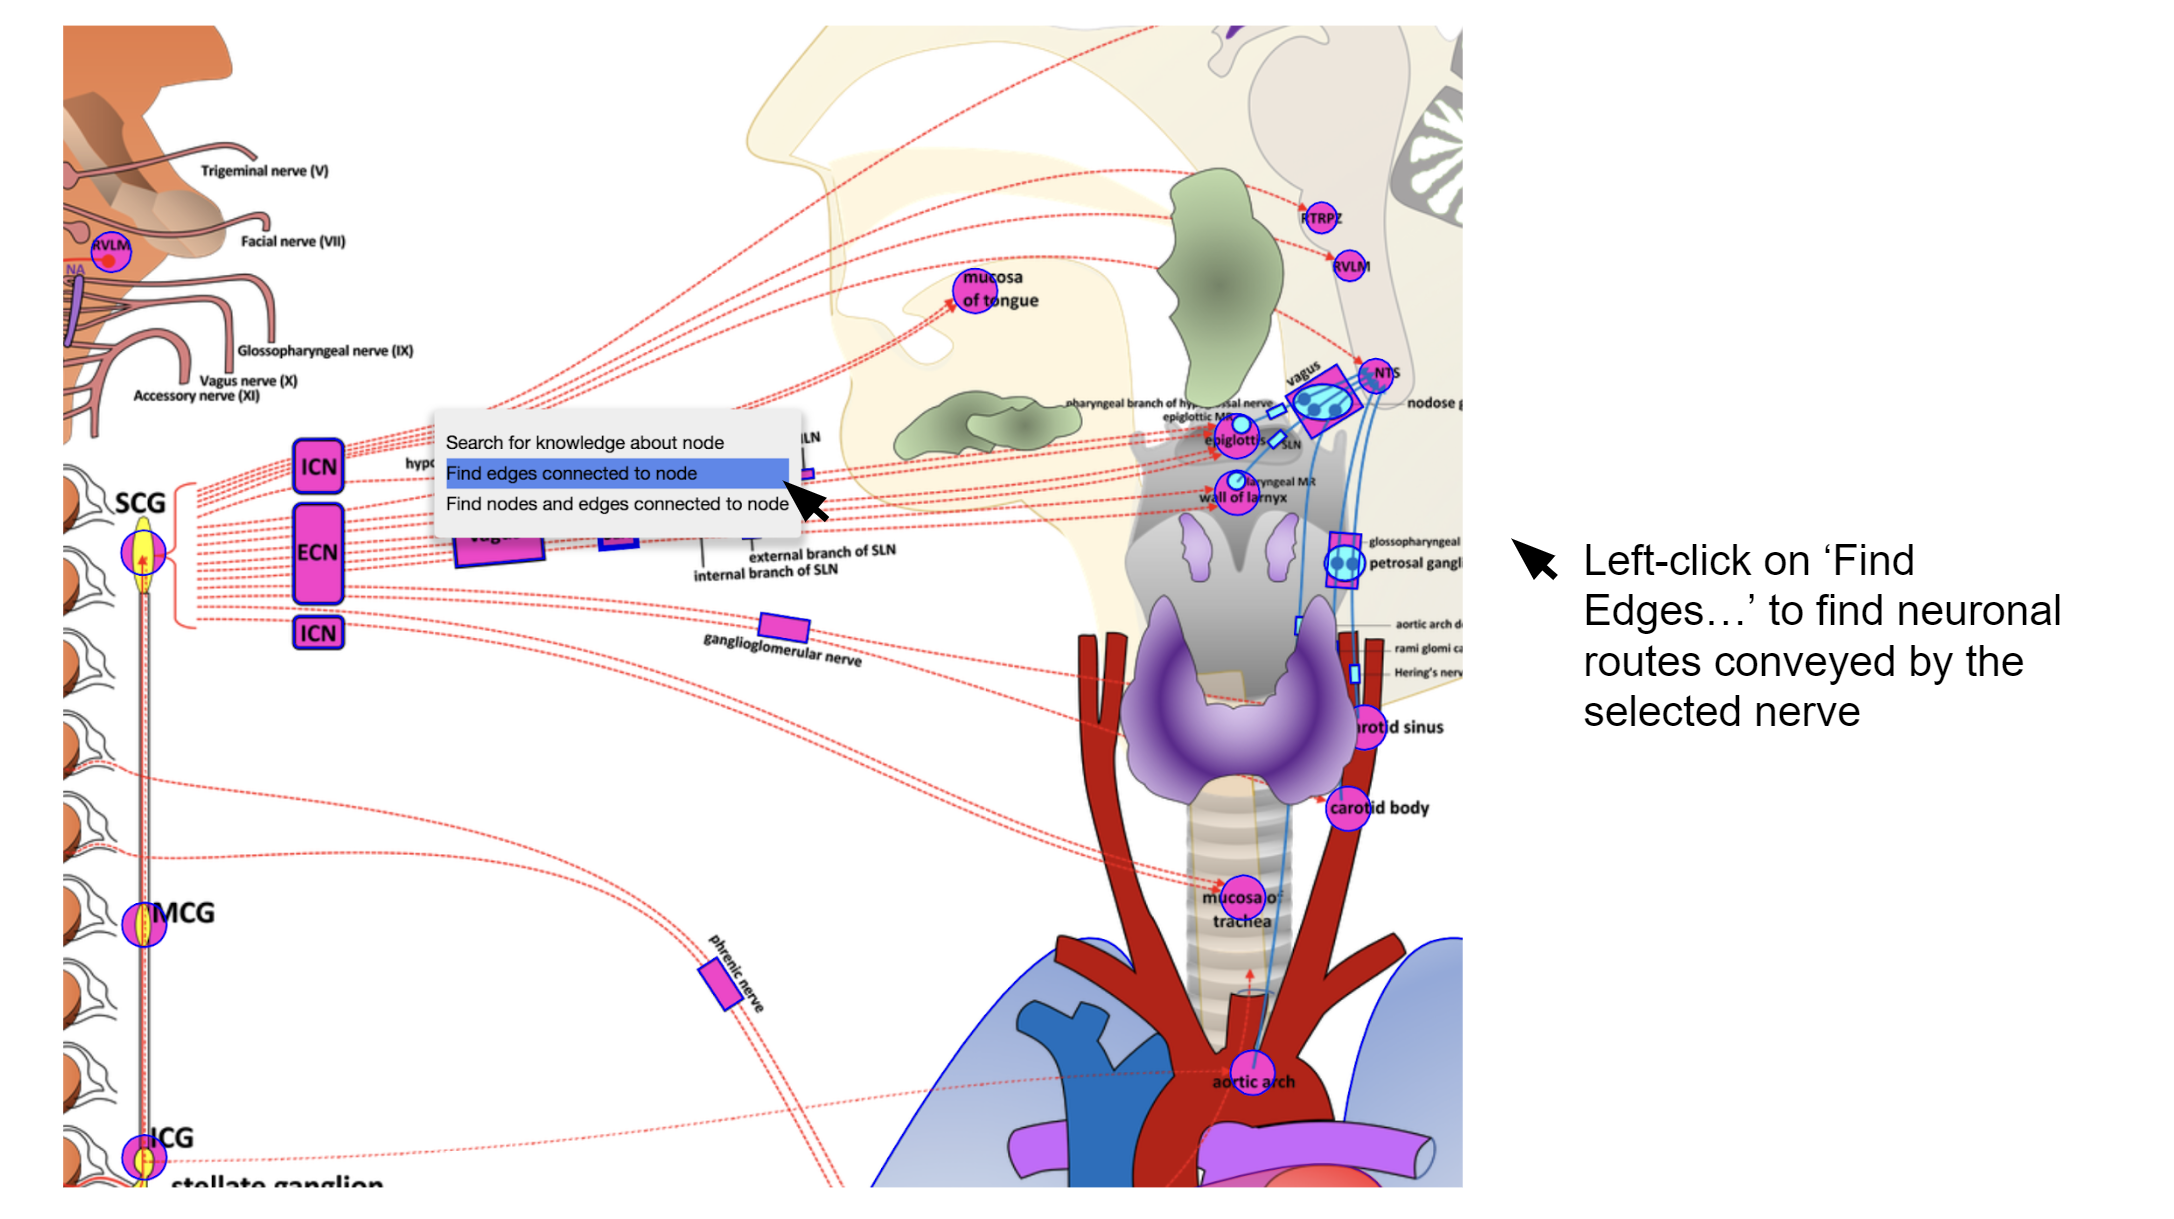 Trigeminal nerve (V)
Facial nerve (VII)
RVLM
NA
Glossopharyngeal nerve (IX)
Vagus nerve (X)
Accessory nerve (XI)
SCG
ICN
ECN
ICN
MCG
ICG
stellate ganglion
Search for knowledge about node
Find edges connected to node
Find nodes and edges connected to node
external branch of SLN
internal branch of SLN
ganglioglomerular nerve
phrenic nerve
mucosa
of tongue
RTRPZ
RVLM
NTS
vagus
pharyngeal branch of
nerve
epiglottic
epiglottis
SLN
laryngeal MR
wall of larnyx
nodose
glossopharyngeal
petrosal
aortic arch
rami glomi
Hering's
sinus
carotid body
mucosa of
trachea
aortic arch
Left-click on ‘Find
Edges…’ to find neuronal
routes conveyed by the
selected nerve